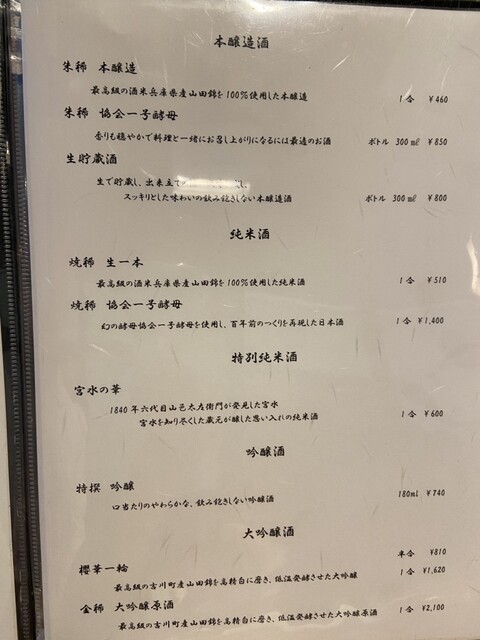 本醸造酒
朱稀 本醸造
最高級の酒米兵庫県産山田錦を100%使用した本醸造 1合 ¥460
朱稀 協会一号酵母
香りも穏やかで料理と一緒にお召し上がりになるには最適のお酒 ボトル 300㎖ ¥850
生貯蔵酒
生で貯蔵し、出来立て
スッキリとした味わいの飲み飽きしない本醸造酒 ボトル 300㎖ ¥800
純米酒
焼稀 生一本
最高級の酒米兵庫県産山田錦を100%使用した純米酒 1合 ¥510
焼稀 協会一号酵母
幻の酵母協会一号酵母を使用し、百年前のつくりを再現した日本酒 1合 ¥1,400
特別純米酒
宮水の華
1840年六代目山邑太左衛門が発見した宮水
宮水を知り尽くした蔵元が醸した思い入れの純米酒 1合 ¥600
吟醸酒
特撰 吟醸
口当たりのやわらかな、飲み飽きしない吟醸酒 180ml ¥740
大吟醸酒
半合 ¥810
櫻華一輪 1合 ¥1,620
最高級の吉川町産山田錦を高精白に磨き、低温発酵させた大吟醸
金稀 大吟醸原酒
最高級の吉川町産山田錦を高精白に磨き、低温発酵させた大吟醸原酒 1合 ¥2,100